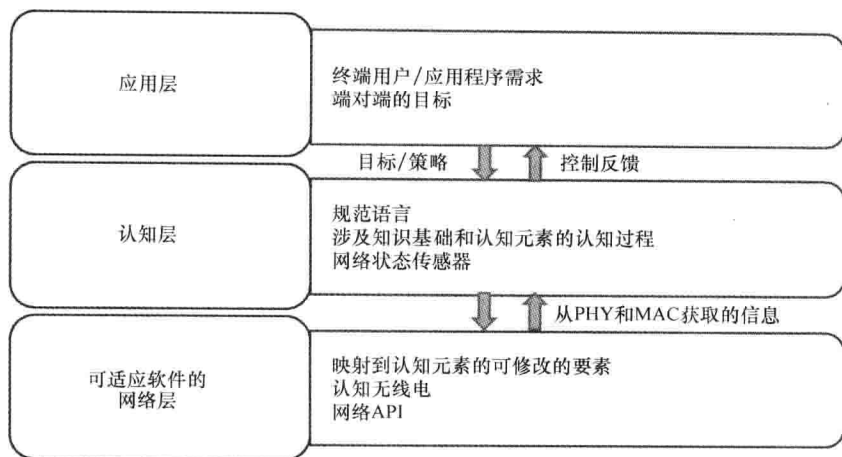 应用层
终端用户/应用程序需求
端对端的目标
目标/策略
控制反馈
认知层
规范语言
涉及知识基础和认知元素的认知过程
网络状态传感器
从PHY和MAC获取的信息
可适应软件的
网络层
映射到认知元素的可修改的要素
认知无线电
网络API